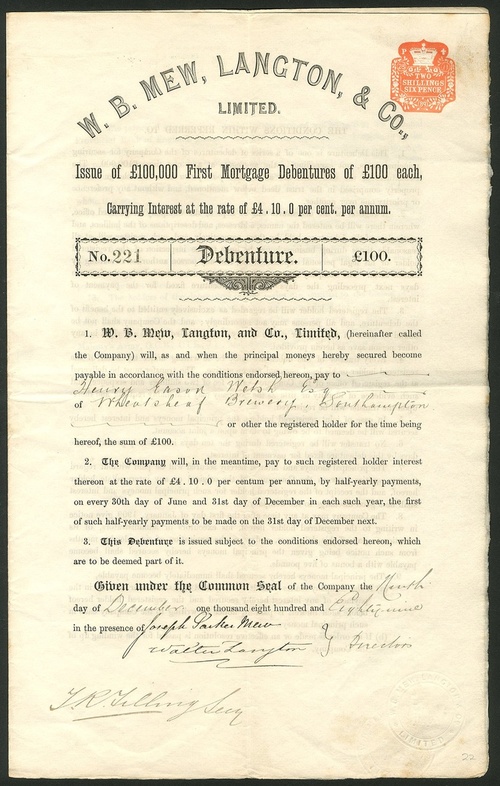 W. B. MEW, LANGTON, & Co.,
LIMITED.
P
TWO
SHILLINGS
SIX PENCE
Issue of £100,000 First Mortgage Debentures of £100 each,
Carrying Interest at the rate of £4.10.0 per cent. per annum.
No. 221 Debenture. £100.
1. W. B. Mew, Langton, and Co., Limited, (hereinafter called
the Company) will, as and when the principal moneys hereby secured become
payable in accordance with the conditions endorsed hereon, pay to
Henry Eason Welsh Esq
of Wheatsheaf Brewery, Southampton
or other the registered holder for the time being
hereof, the sum of £100.
2. The Company will, in the meantime, pay to such registered holder interest
thereon at the rate of £4.10.0 per centum per annum, by half-yearly payments,
on every 30th day of June and 31st day of December in each such year, the first
of such half-yearly payments to be made on the 31st day of December next.
3. This Debenture is issued subject to the conditions endorsed hereon, which
are to be deemed part of it.
Given under the Common Seal of the Company the Ninth
day of December one thousand eight hundred and Eightynine
in the presence of Joseph Parker Mew
Walter Langton } Directors
T.R. Tilling Secy
LIMITED
22